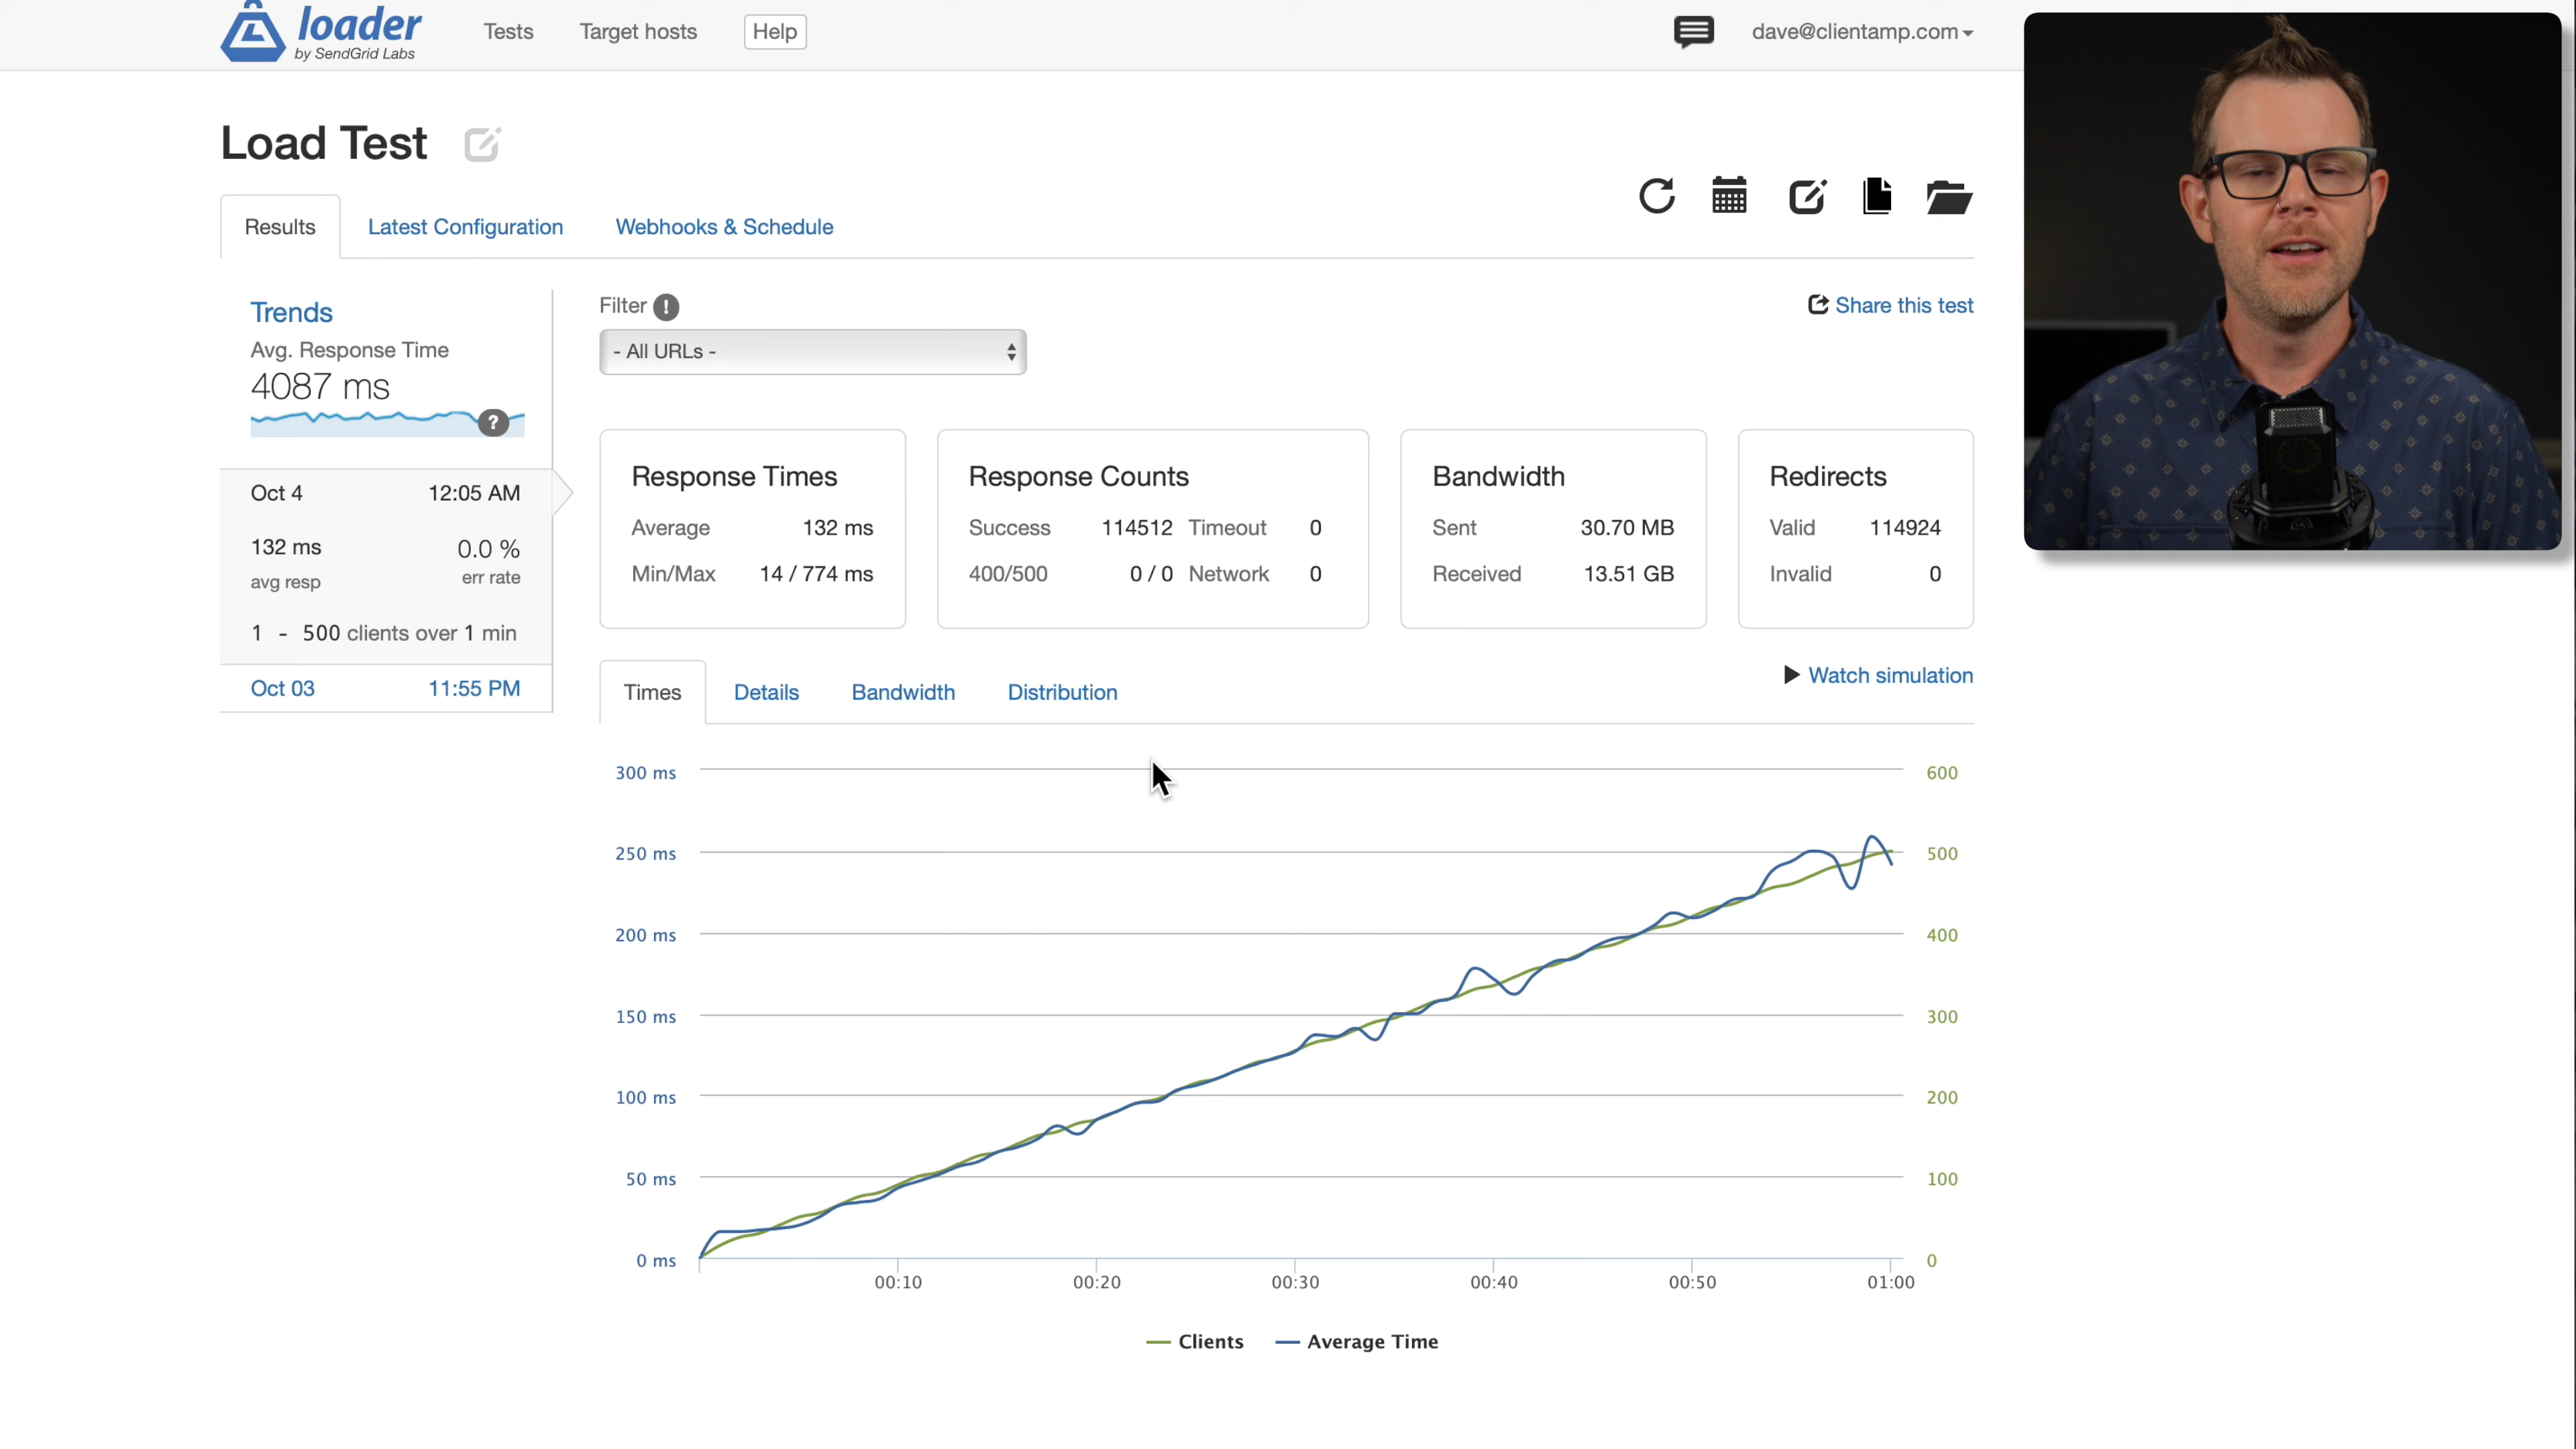 loader
by SendGrid Labs
Tests
Target hosts
Help
dave@clientamp.com
Load Test
Results
Latest Configuration
Webhooks & Schedule
Trends
Avg. Response Time
4087 ms
?
Oct 4 12:05 AM
132 ms 0.0 %
avg resp err rate
1 - 500 clients over 1 min
Oct 03 11:55 PM
Filter !
Share this test
- All URLs -
Response Times
Average 132 ms
Min/Max 14 / 774 ms
Response Counts
Success 114512 Timeout 0
400/500 0 / 0 Network 0
Bandwidth
Sent 30.70 MB
Received 13.51 GB
Redirects
Valid 114924
Invalid 0
Times
Details
Bandwidth
Distribution
Watch simulation
300 ms 600
250 ms 500
200 ms 400
150 ms 300
100 ms 200
50 ms 100
0 ms 0
00:10 00:20 00:30 00:40 00:50 01:00
Clients Average Time